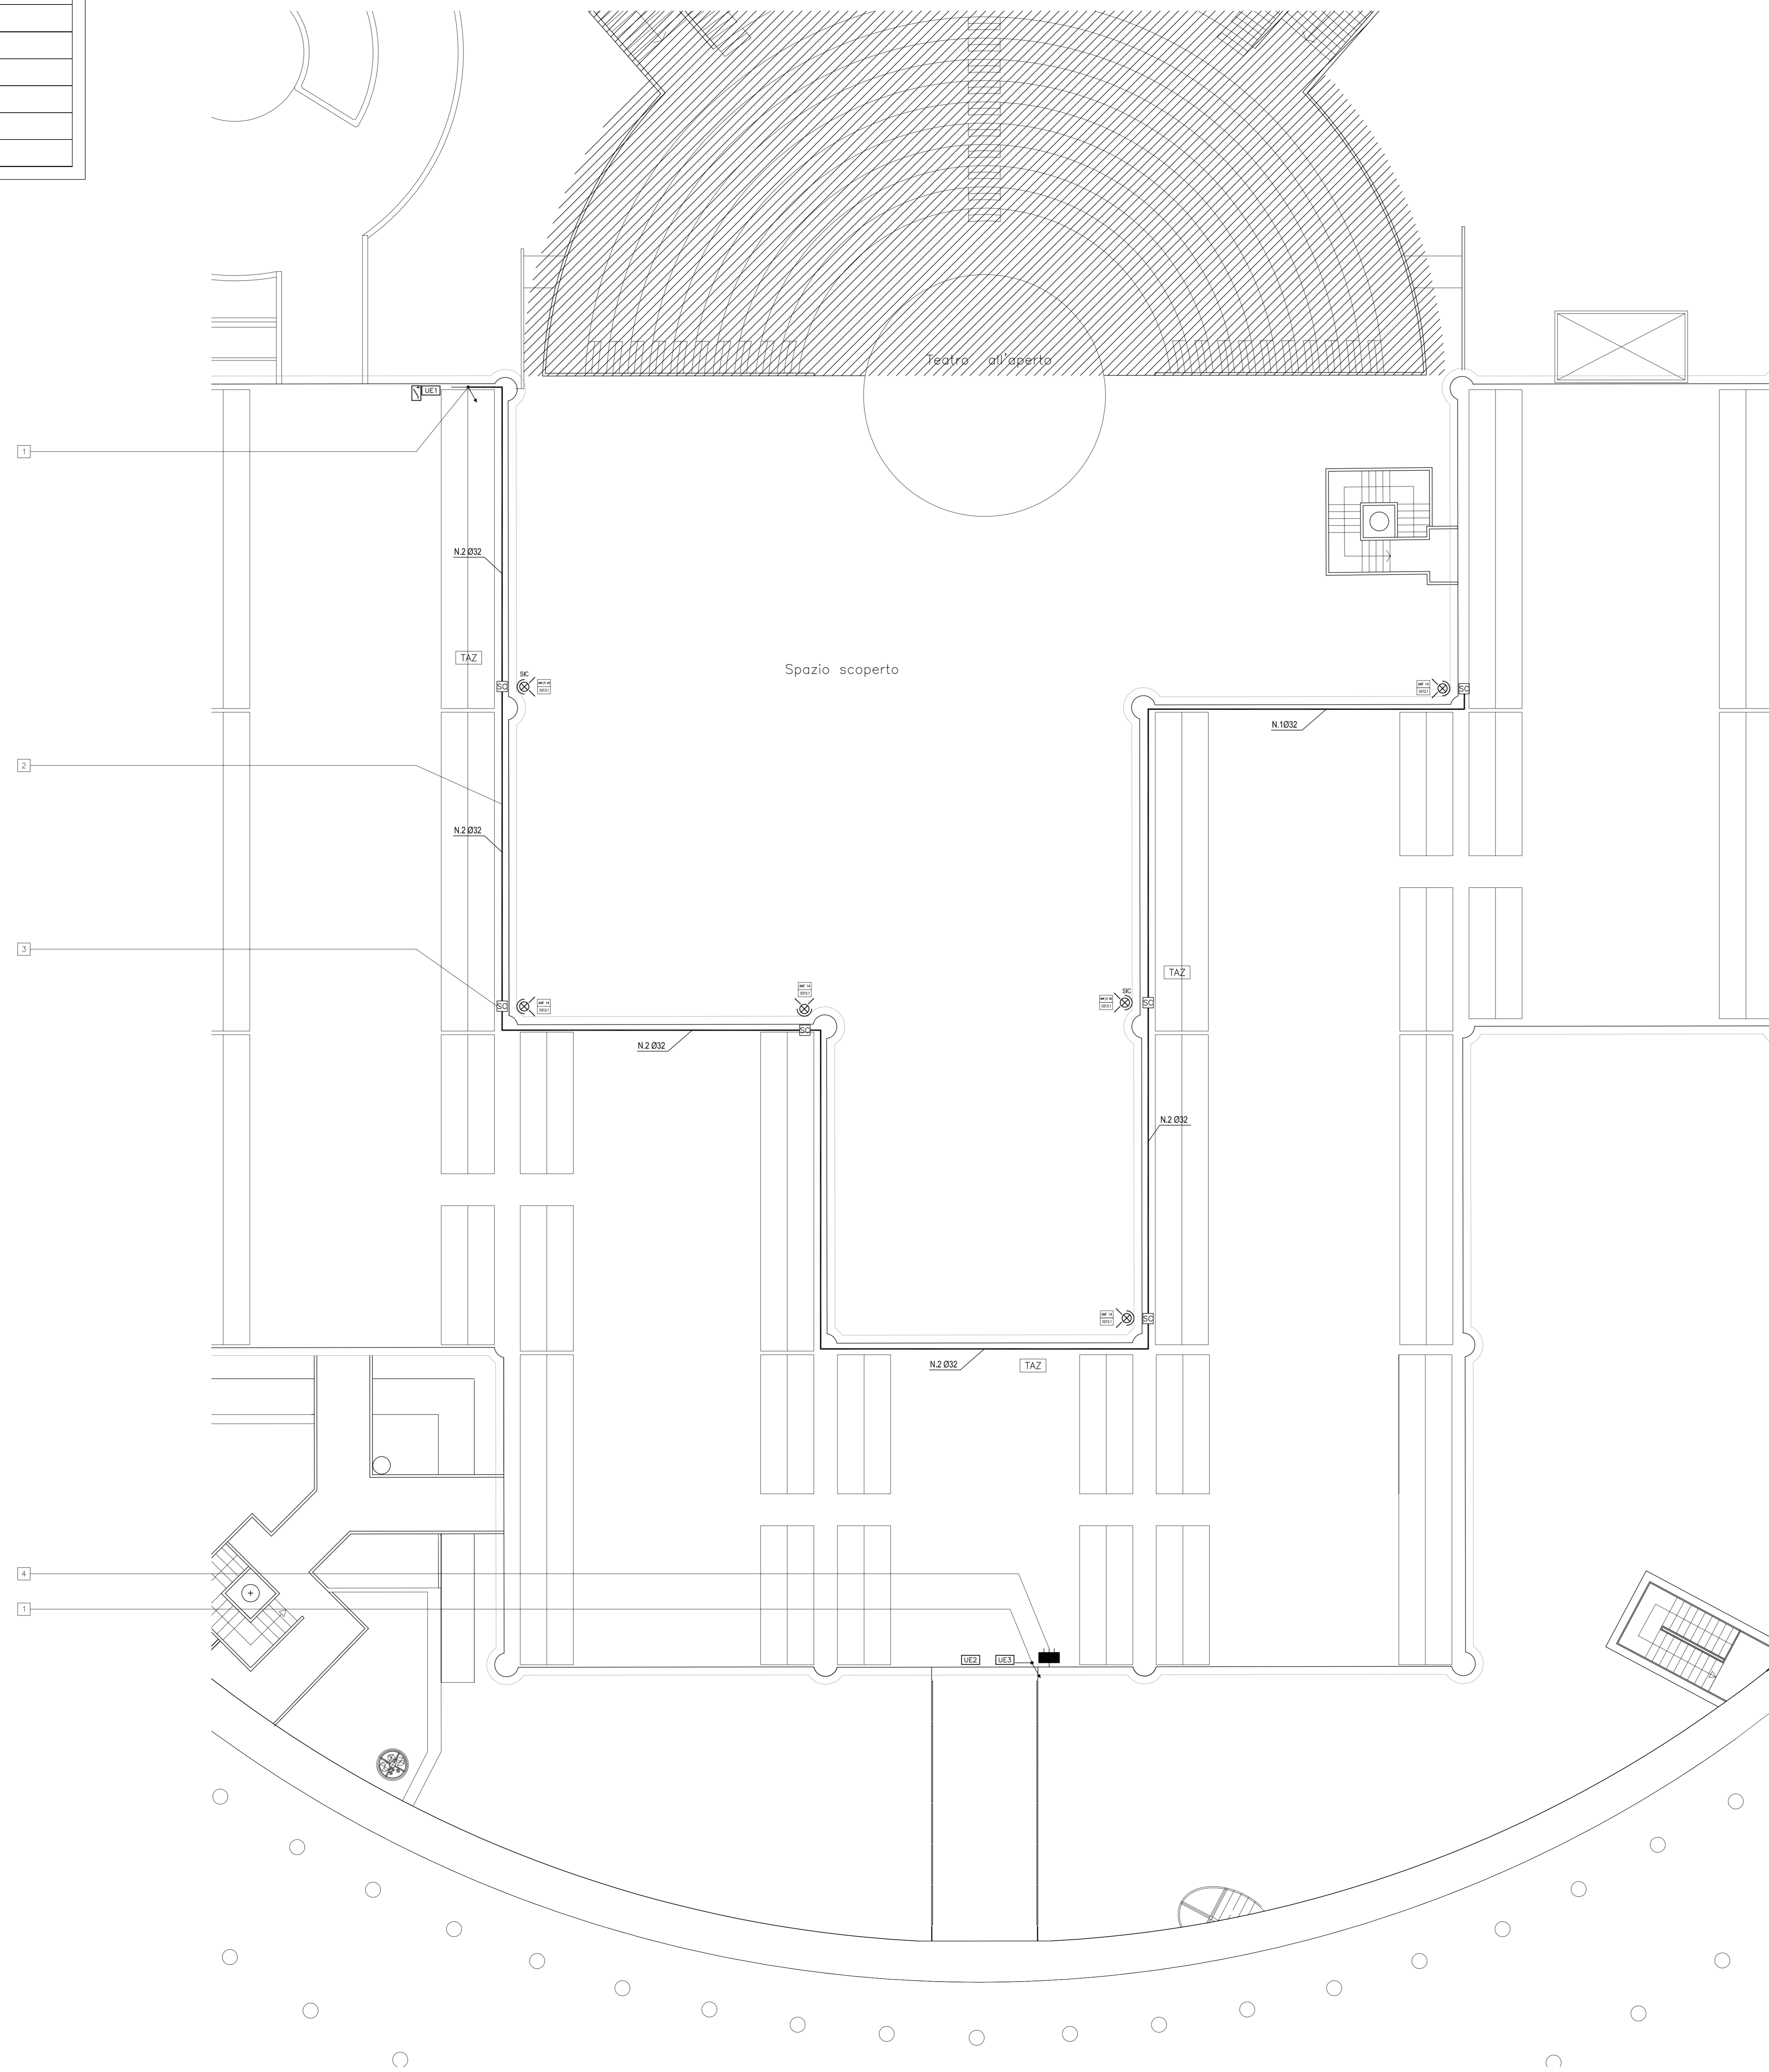 Teatro all'aperto
UE1
1
N.2 Ø32
TAZ
Spazio scoperto
SIC
SC
SC
N.1Ø32
2
N.2 Ø32
3
TAZ
SIC
SC
SC
SC
N.2 Ø32
N.2 Ø32
SC
N.2 Ø32
TAZ
4
1
UE2
UE3